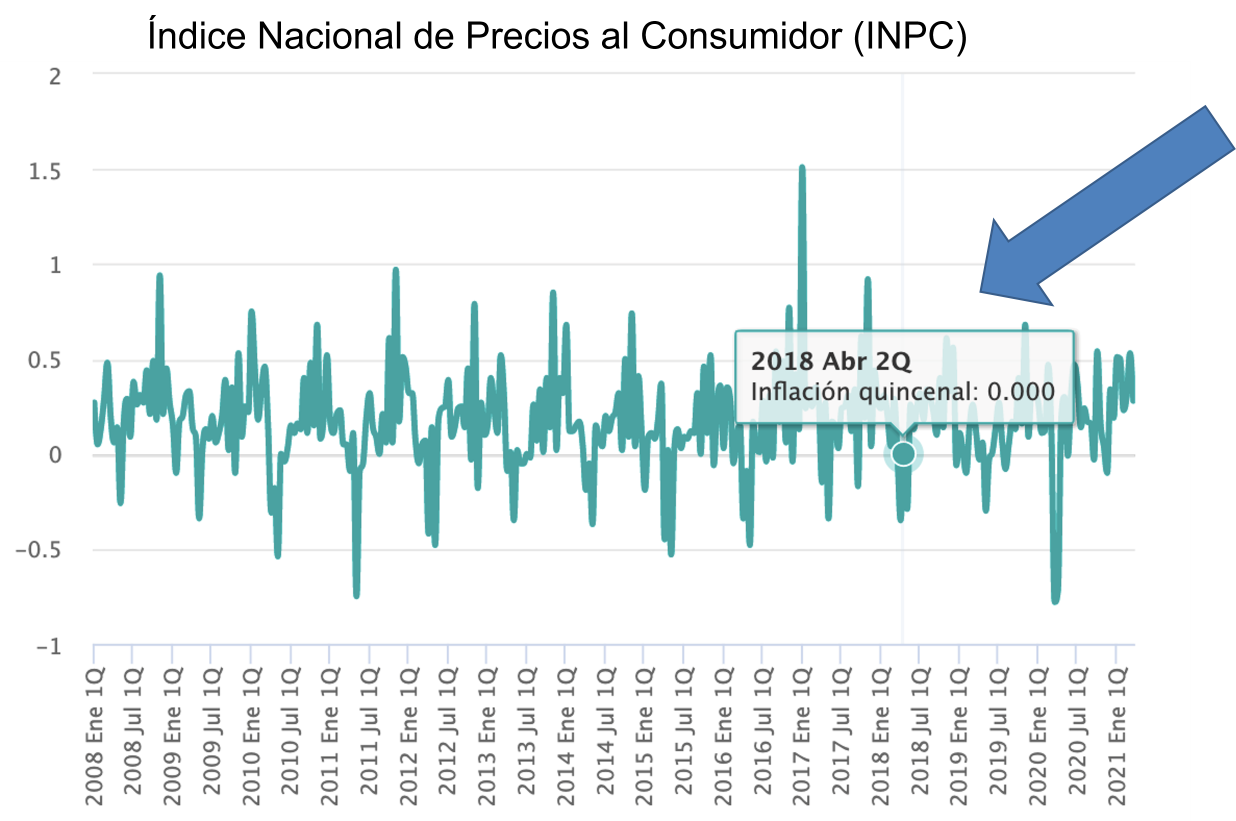 Índice Nacional de Precios al Consumidor (INPC)
2
1.5
1
0.5
0
−0.5
−1
2018 Abr 2Q
Inflación quincenal: 0.000
2008 Ene 1Q
2008 Jul 1Q
2009 Ene 1Q
2009 Jul 1Q
2010 Ene 1Q
2010 Jul 1Q
2011 Ene 1Q
2011 Jul 1Q
2012 Ene 1Q
2012 Jul 1Q
2013 Ene 1Q
2013 Jul 1Q
2014 Ene 1Q
2014 Jul 1Q
2015 Ene 1Q
2015 Jul 1Q
2016 Ene 1Q
2016 Jul 1Q
2017 Ene 1Q
2017 Jul 1Q
2018 Ene 1Q
2018 Jul 1Q
2019 Ene 1Q
2019 Jul 1Q
2020 Ene 1Q
2020 Jul 1Q
2021 Ene 1Q